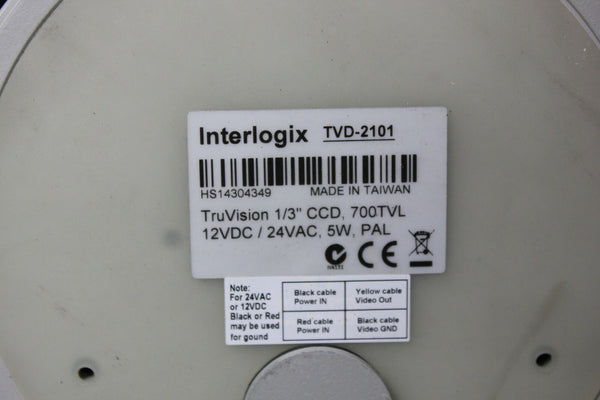 Interlogix TVD-2101
HS14304349 MADE IN TAIWAN
TruVision 1/3" CCD, 700TVL
12VDC / 24VAC, 5W, PAL
CE
Note:
For 24VAC
or 12VDC
Black or Red
may be used
for gound
Black cable
Power IN
Yellow cable
Video Out
Red cable
Power IN
Black cable
Video GND